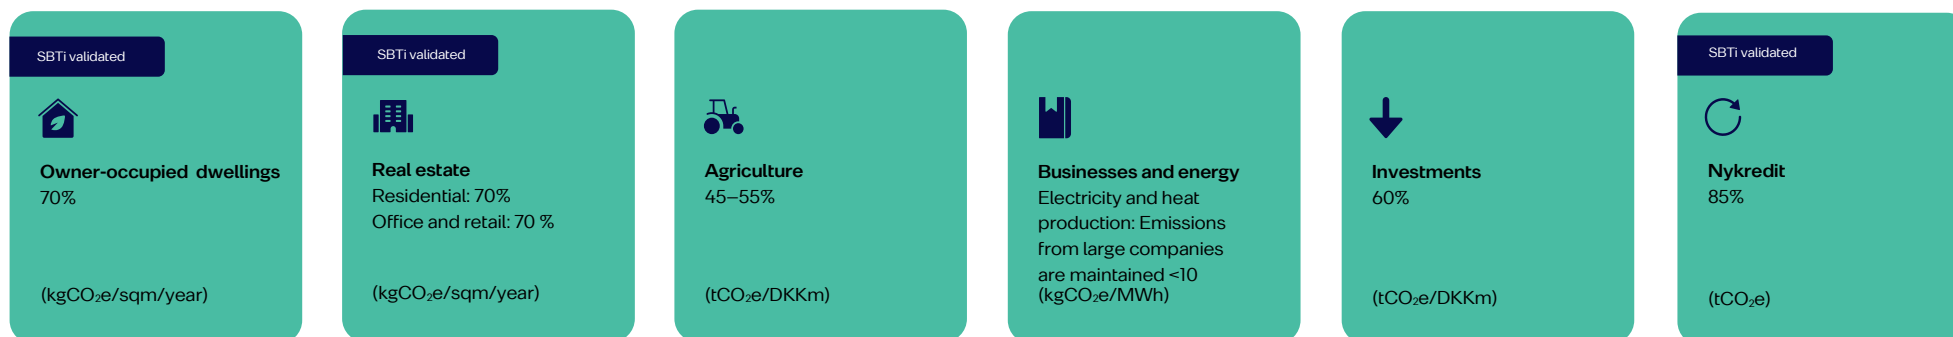 SBTi validated
Owner-occupied dwellings
70%
(kgCO₂e/sqm/year)
SBTi validated
Real estate
Residential: 70%
Office and retail: 70 %
(kgCO₂e/sqm/year)
Agriculture
45–55%
(tCO₂e/DKKm)
Businesses and energy
Electricity and heat
production: Emissions
from large companies
are maintained <10
(kgCO₂e/MWh)
Investments
60%
(tCO₂e/DKKm)
SBTi validated
Nykredit
85%
(tCO₂e)